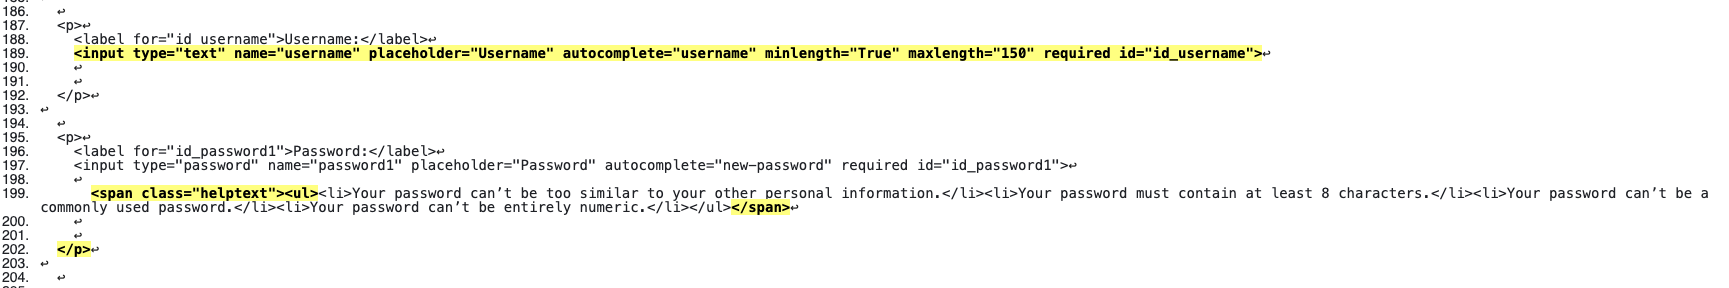 186. ↩
187. <p>↩
188. <label for="id_username">Username:</label>↩
189. <input type="text" name="username" placeholder="Username" autocomplete="username" minlength="True" maxlength="150" required id="id_username">↩
190. ↩
191. ↩
192. </p>↩
193. ↩
194. ↩
195. <p>↩
196. <label for="id_password1">Password:</label>↩
197. <input type="password" name="password1" placeholder="Password" autocomplete="new-password" required id="id_password1">↩
198. ↩
199. <span class="helptext"><ul><li>Your password can’t be too similar to your other personal information.</li><li>Your password must contain at least 8 characters.</li><li>Your password can’t be a
commonly used password.</li><li>Your password can’t be entirely numeric.</li></ul></span>↩
200. ↩
201. ↩
202. </p>↩
203. ↩
204. ↩